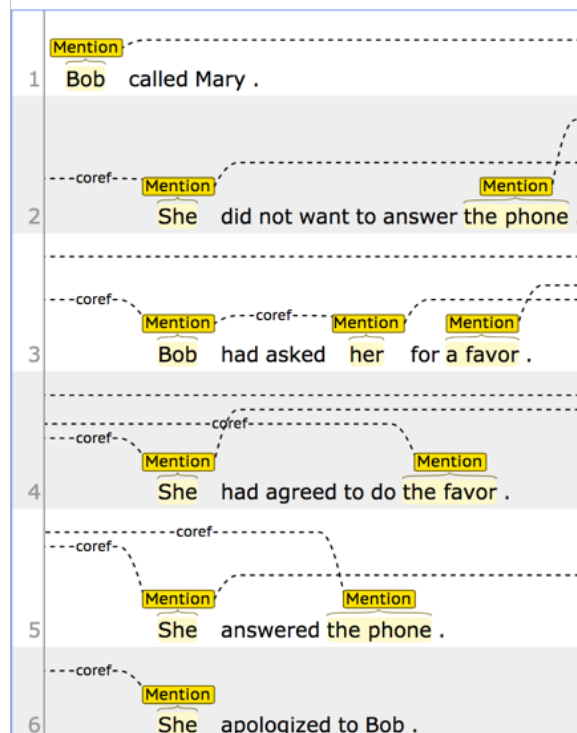 Mention
1 Bob called Mary .
coref Mention Mention
2 She did not want to answer the phone .
coref Mention coref Mention Mention
3 Bob had asked her for a favor .
coref
coref Mention Mention
4 She had agreed to do the favor .
coref
coref Mention Mention
5 She answered the phone .
coref
Mention
6 She apologized to Bob .